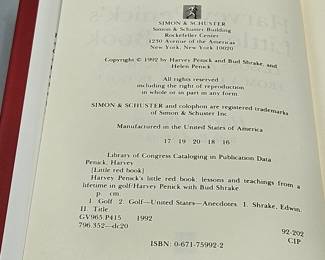 SIMON & SCHUSTER
Simon & Schuster Building
Rockefeller Center
1230 Avenue of the Americas
New York, New York 10020
Copyright © 1992 by Harvey Penick and Bud Shrake,
and Helen Penick
All rights reserved
including the right of reproduction
in whole or in part in any form
SIMON & SCHUSTER and colophon are registered trademarks
of Simon & Schuster Inc.
Manufactured in the United States of America
17 19 20 18 16
Library of Congress Cataloging in Publication Data
Penick, Harvey
[Little red book]
Harvey Penick's little red book: lessons and teachings from a
lifetime in golf/Harvey Penick with Bud Shrake.
p. cm.
1. Golf 2. Golf—United States—Anecdotes 1. Shrake, Edwin.
II. Title.
GV965.P415 1992
796.352—dc20 92-202
CIP
ISBN: 0-671-75992-2